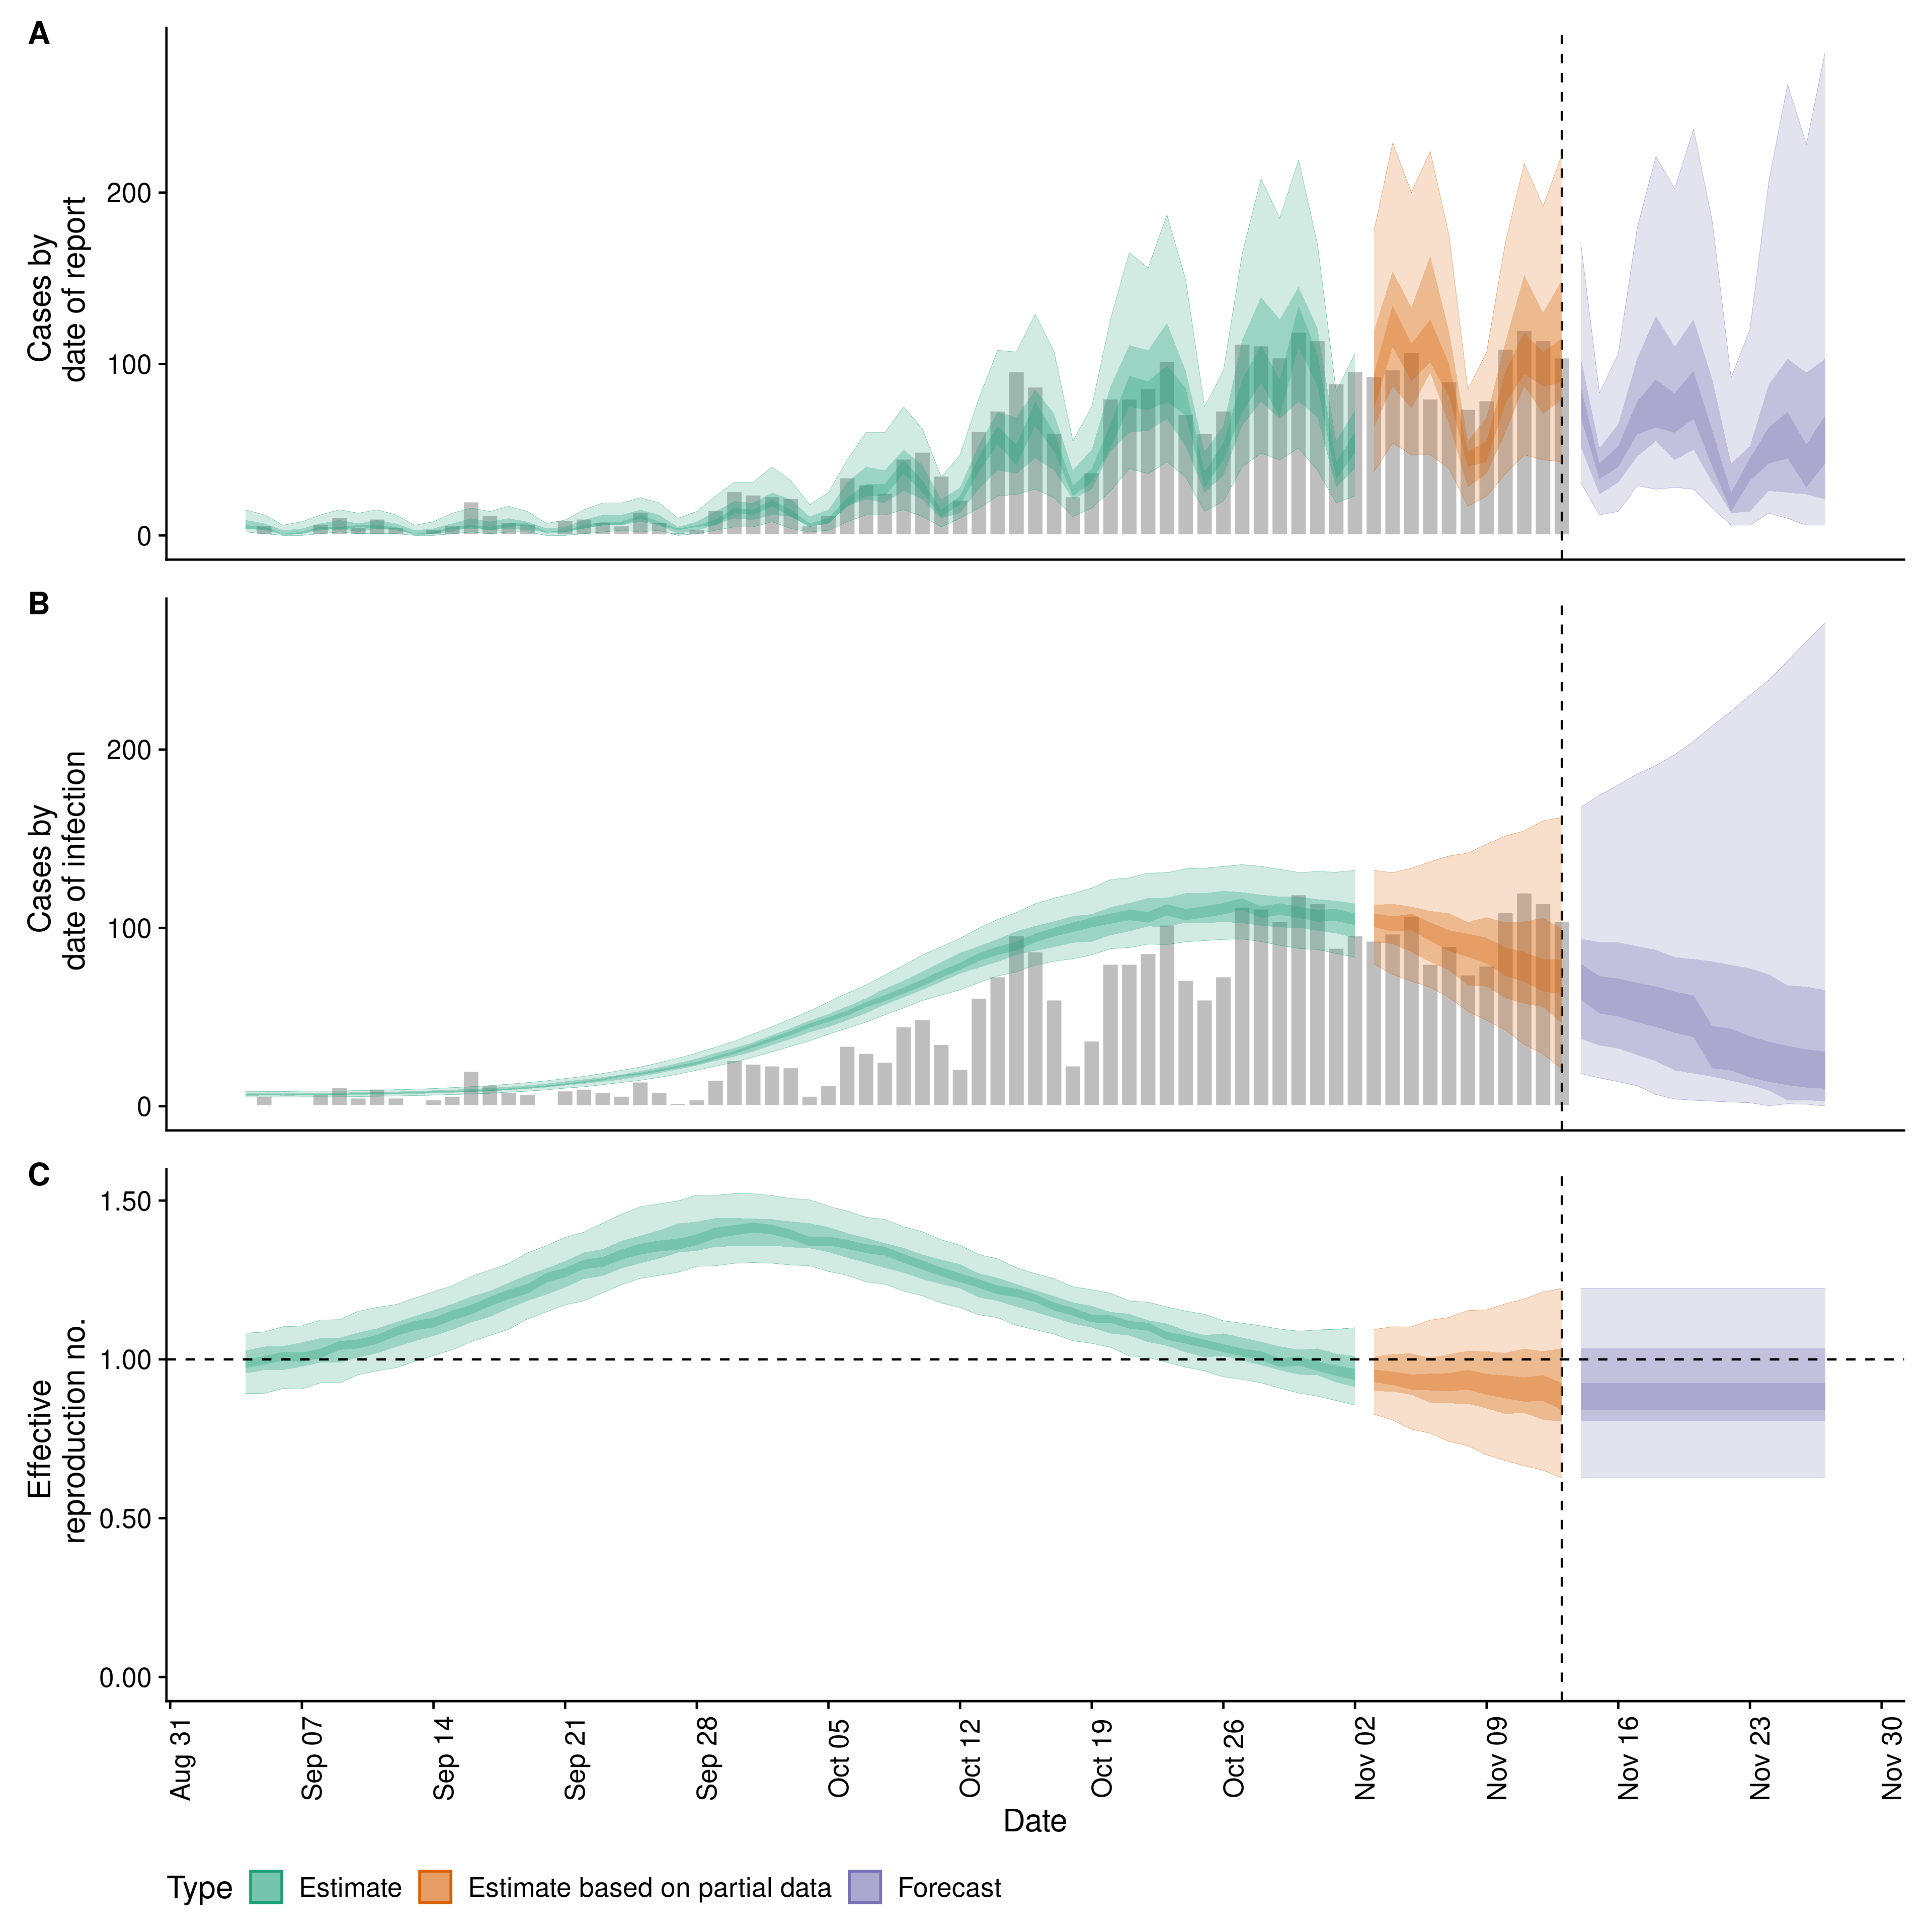 A
Cases by
date of report
200
100
0
B
Cases by
date of infection
200
100
0
C
Effective
reproduction no.
1.50
1.00
0.50
0.00
Aug 31
Sep 07
Sep 14
Sep 21
Sep 28
Oct 05
Oct 12
Oct 19
Oct 26
Nov 02
Nov 09
Nov 16
Nov 23
Nov 30
Date
Type Estimate Estimate based on partial data Forecast